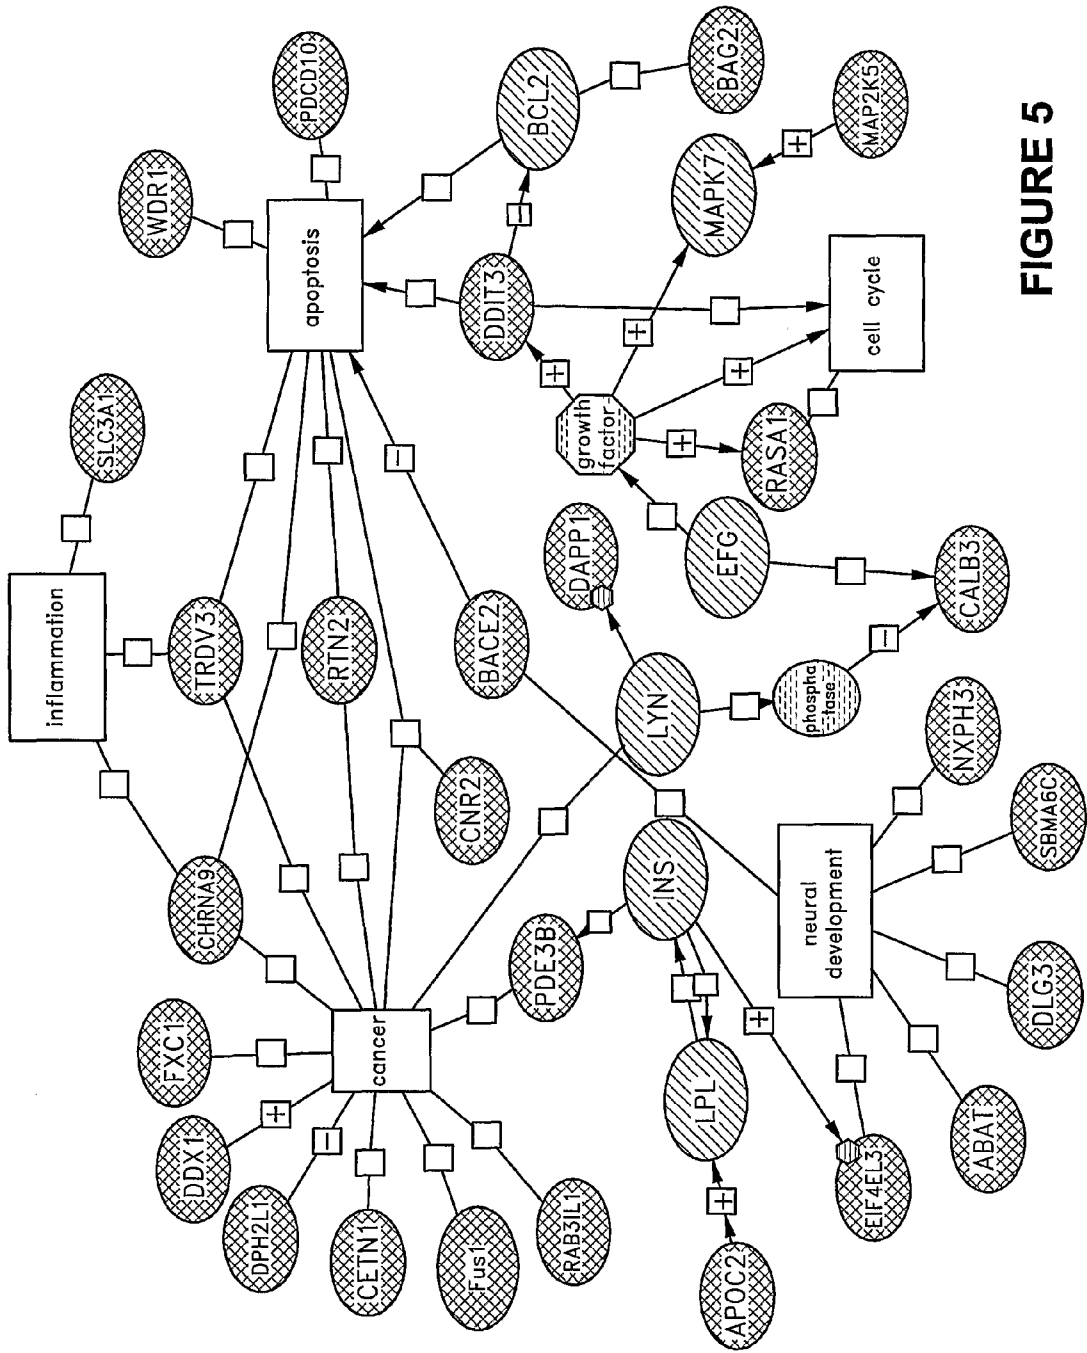 PDCD10
WDR1
BAG2
BCL2
MAP2K5
MAPK7
apoptosis
DDIT3
cell cycle
SLC3A1
growth
factor
RASA1
inflammation
DAPP1
EFG
CALB3
TRDV3
RTN2
BACE2
LYN
phospha
tase
NXPH3
CNR2
SBMA6C
CHRNA9
INS
neural
development
PDE3B
DLG3
FXC1
cancer
LPL
ABAT
DDX1
EIF4EL3
DPH2L1
CETN1
Fus1
RAB3IL1
APOC2
+
+
+
+
+
+
+
+
−
−
−
−
FIGURE 5